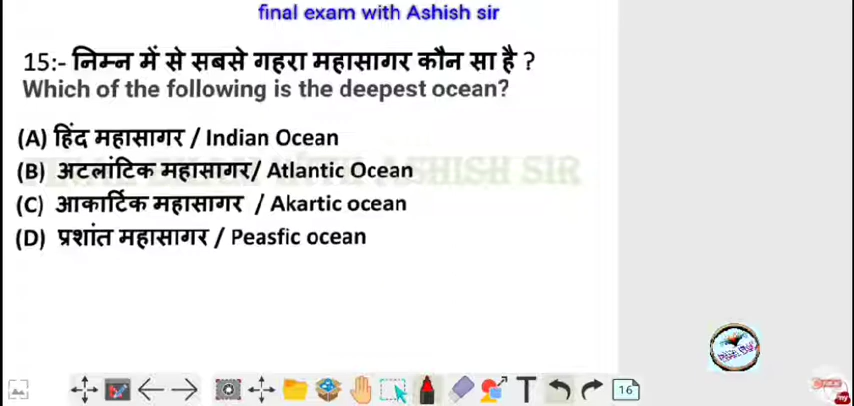 final exam with Ashish sir
15:- निम्न में से सबसे गहरा महासागर कौन सा है ?
Which of the following is the deepest ocean?
(A) हिंद महासागर / Indian Ocean
(B) अटलांटिक महासागर/ Atlantic Ocean
(C) आकार्टिक महासागर / Akartic ocean
(D) प्रशांत महासागर / Peasfic ocean
T
16